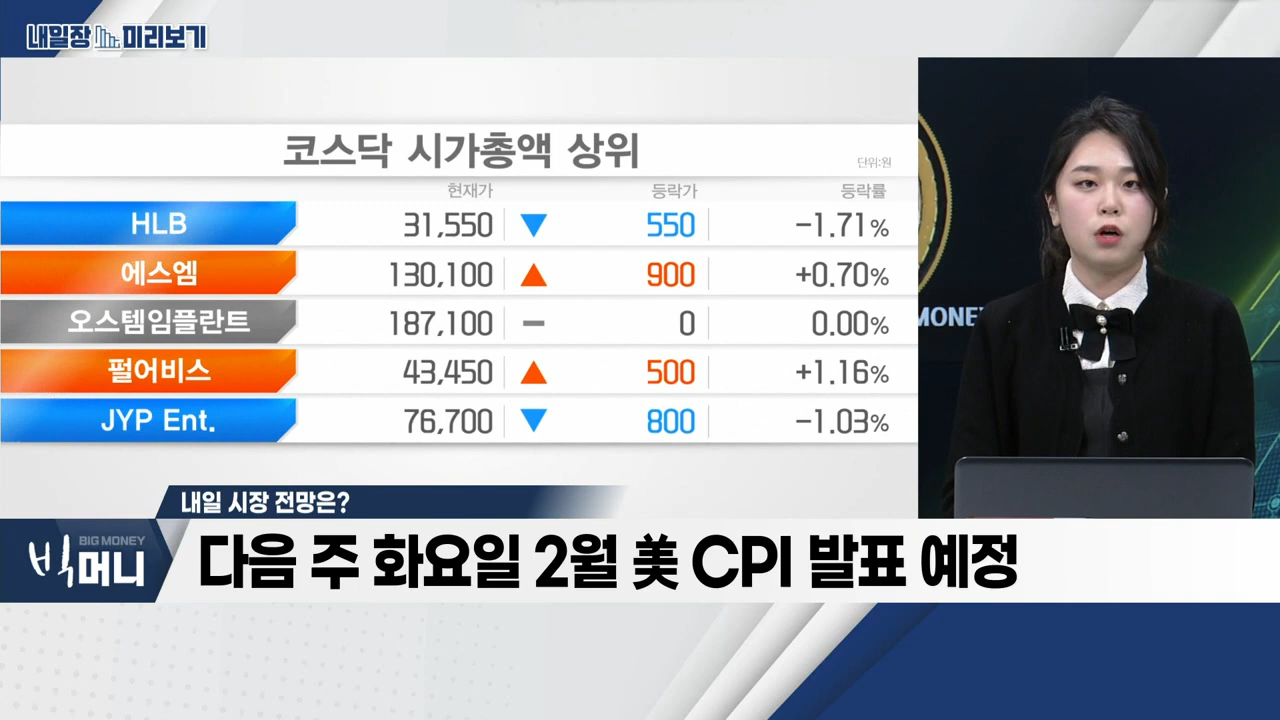 내일장 미리보기
코스닥 시가총액 상위
단위:원
현재가 등락가 등락률
HLB 31,550 ▼ 550 -1.71%
에스엠 130,100 ▲ 900 +0.70%
오스템임플란트 187,100 - 0 0.00%
펄어비스 43,450 ▲ 500 +1.16%
JYP Ent. 76,700 ▼ 800 -1.03%
MONEY
내일 시장 전망은?
BIG MONEY
빅머니
다음 주 화요일 2월 美 CPI 발표 예정